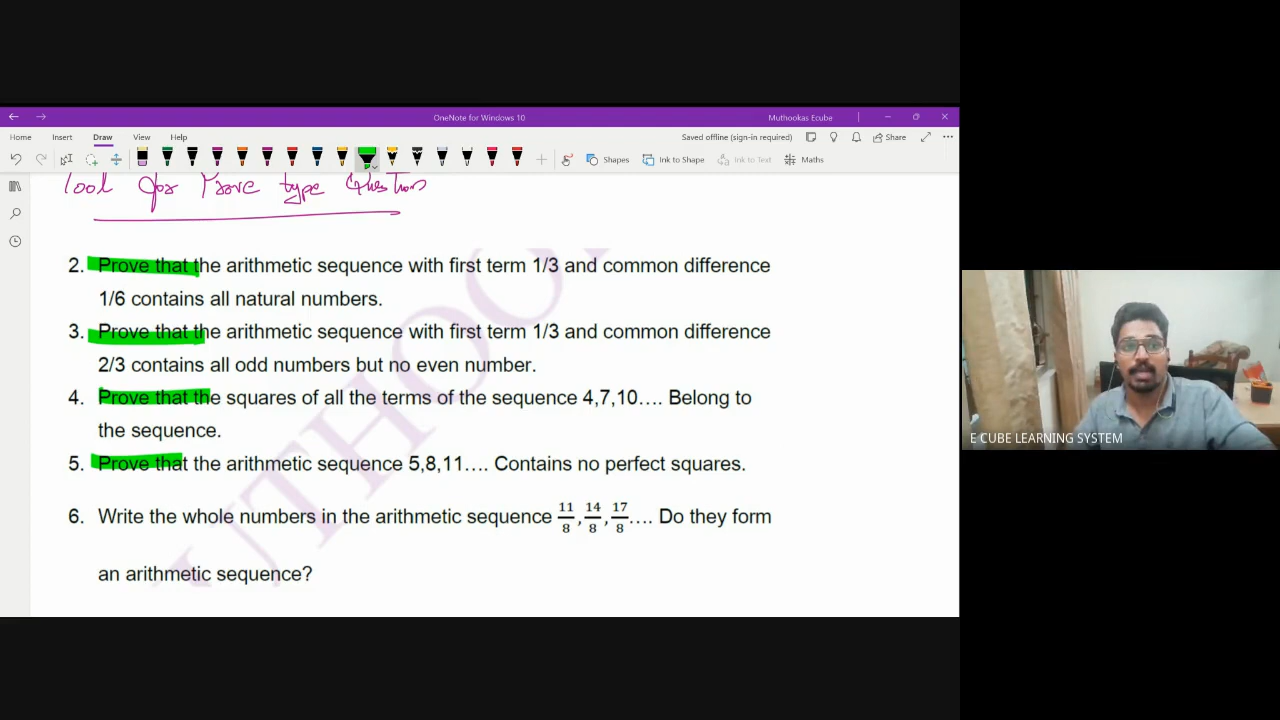 OneNote for Windows 10
Muthookas Ecube
Home Insert Draw View Help
Saved offline (sign-in required)
Share
Shapes
Ink to Shape
Ink to Text
Maths
Tool for Prove type Questions
2. Prove that the arithmetic sequence with first term 1/3 and common difference
1/6 contains all natural numbers.
3. Prove that the arithmetic sequence with first term 1/3 and common difference
2/3 contains all odd numbers but no even number.
4. Prove that the squares of all the terms of the sequence 4,7,10…. Belong to
the sequence.
5. Prove that the arithmetic sequence 5,8,11…. Contains no perfect squares.
6. Write the whole numbers in the arithmetic sequence 11/8, 14/8, 17/8…. Do they form
an arithmetic sequence?
UTHOO
E CUBE LEARNING SYSTEM